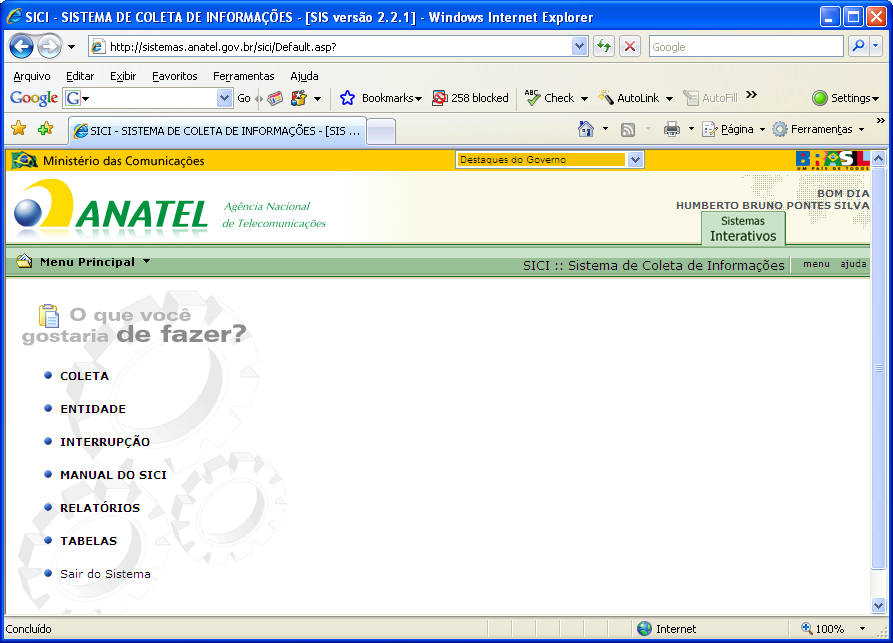 SICI - SISTEMA DE COLETA DE INFORMAÇÕES - [SIS versão 2.2.1] - Windows Internet Explorer
http://sistemas.anatel.gov.br/sici/Default.asp?
Google
Arquivo Editar Exibir Favoritos Ferramentas Ajuda
Google G Go Bookmarks 258 blocked ABC Check AutoLink AutoFill » Settings
SICI - SISTEMA DE COLETA DE INFORMAÇÕES - [SIS ... Página Ferramentas »
Ministério das Comunicações Destaques do Governo BRASIL
UM PAÍS DE TODOS
BOM DIA
HUMBERTO BRUNO PONTES SILVA
ANATEL Agência Nacional
de Telecomunicações
Sistemas
Interativos
Menu Principal SICI :: Sistema de Coleta de Informações menu ajuda
O que você
gostaria de fazer?
COLETA
ENTIDADE
INTERRUPÇÃO
MANUAL DO SICI
RELATÓRIOS
TABELAS
Sair do Sistema
Concluído Internet 100%